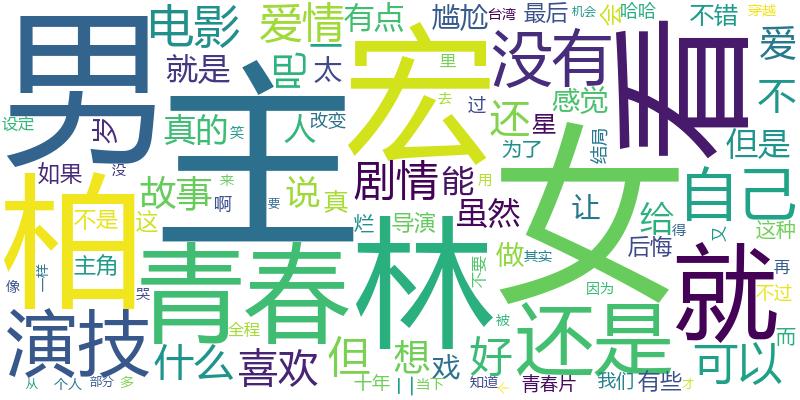 电影
爱情
有点
尴尬
台湾
最后
机会
会
哈哈
不错
穿越
男
主
宏
没有
看
爱
就是
吧
太
里
去
过
还
感觉
星
不
设定
岁
真的
笑
人
改变
为了
结局
但是
如果
没
故事
来
啊
要
说
真
剧情
能
用
虽然
女
让
给
自己
柏
不是
这
烂
导演
林
做
后悔
得
又
这种
像
一样
主角
哭
青春
不要
其实
因为
就
再
不过
演技
全程
什么
喜欢
但
想
戏
好
被
还是
可以
而
从
个人
部分
多
十年
当下
知道
青春片
我们
有些
才